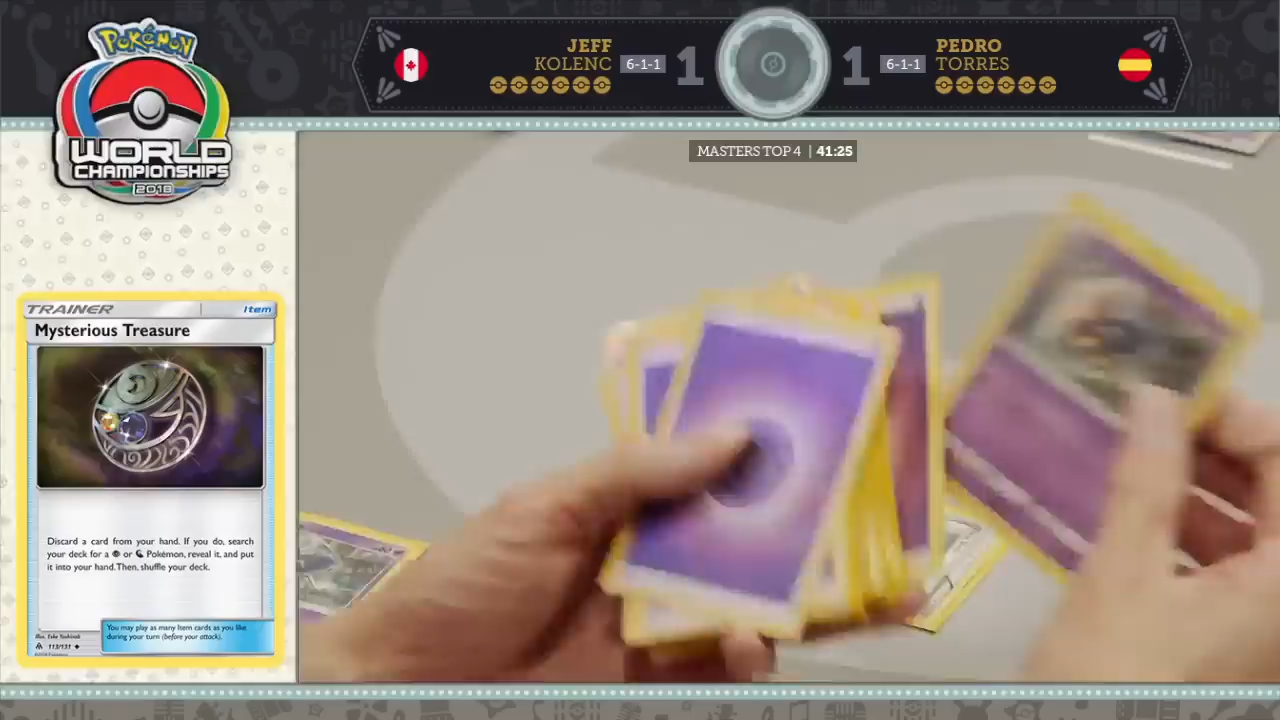 Pokémon
WORLD
CHAMPIONSHIPS
2018
JEFF
KOLENC
6-1-1
1
1
6-1-1
PEDRO
TORRES
MASTERS TOP 4 | 41:25
TRAINER
Item
Mysterious Treasure
Discard a card from your hand. If you do, search
your deck for a or Pokémon, reveal it, and put
it into your hand. Then, shuffle your deck.
You may play as many Item cards as you like
during your turn (before your attack).
113/131